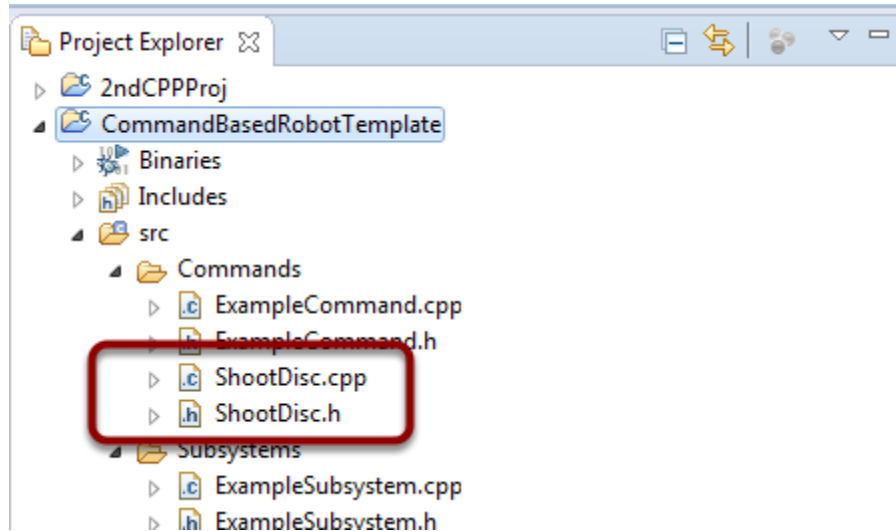 Project Explorer
2ndCPPProj
CommandBasedRobotTemplate
Binaries
Includes
src
Commands
ExampleCommand.cpp
ExampleCommand.h
ShootDisc.cpp
ShootDisc.h
Subsystems
ExampleSubsystem.cpp
ExampleSubsystem.h